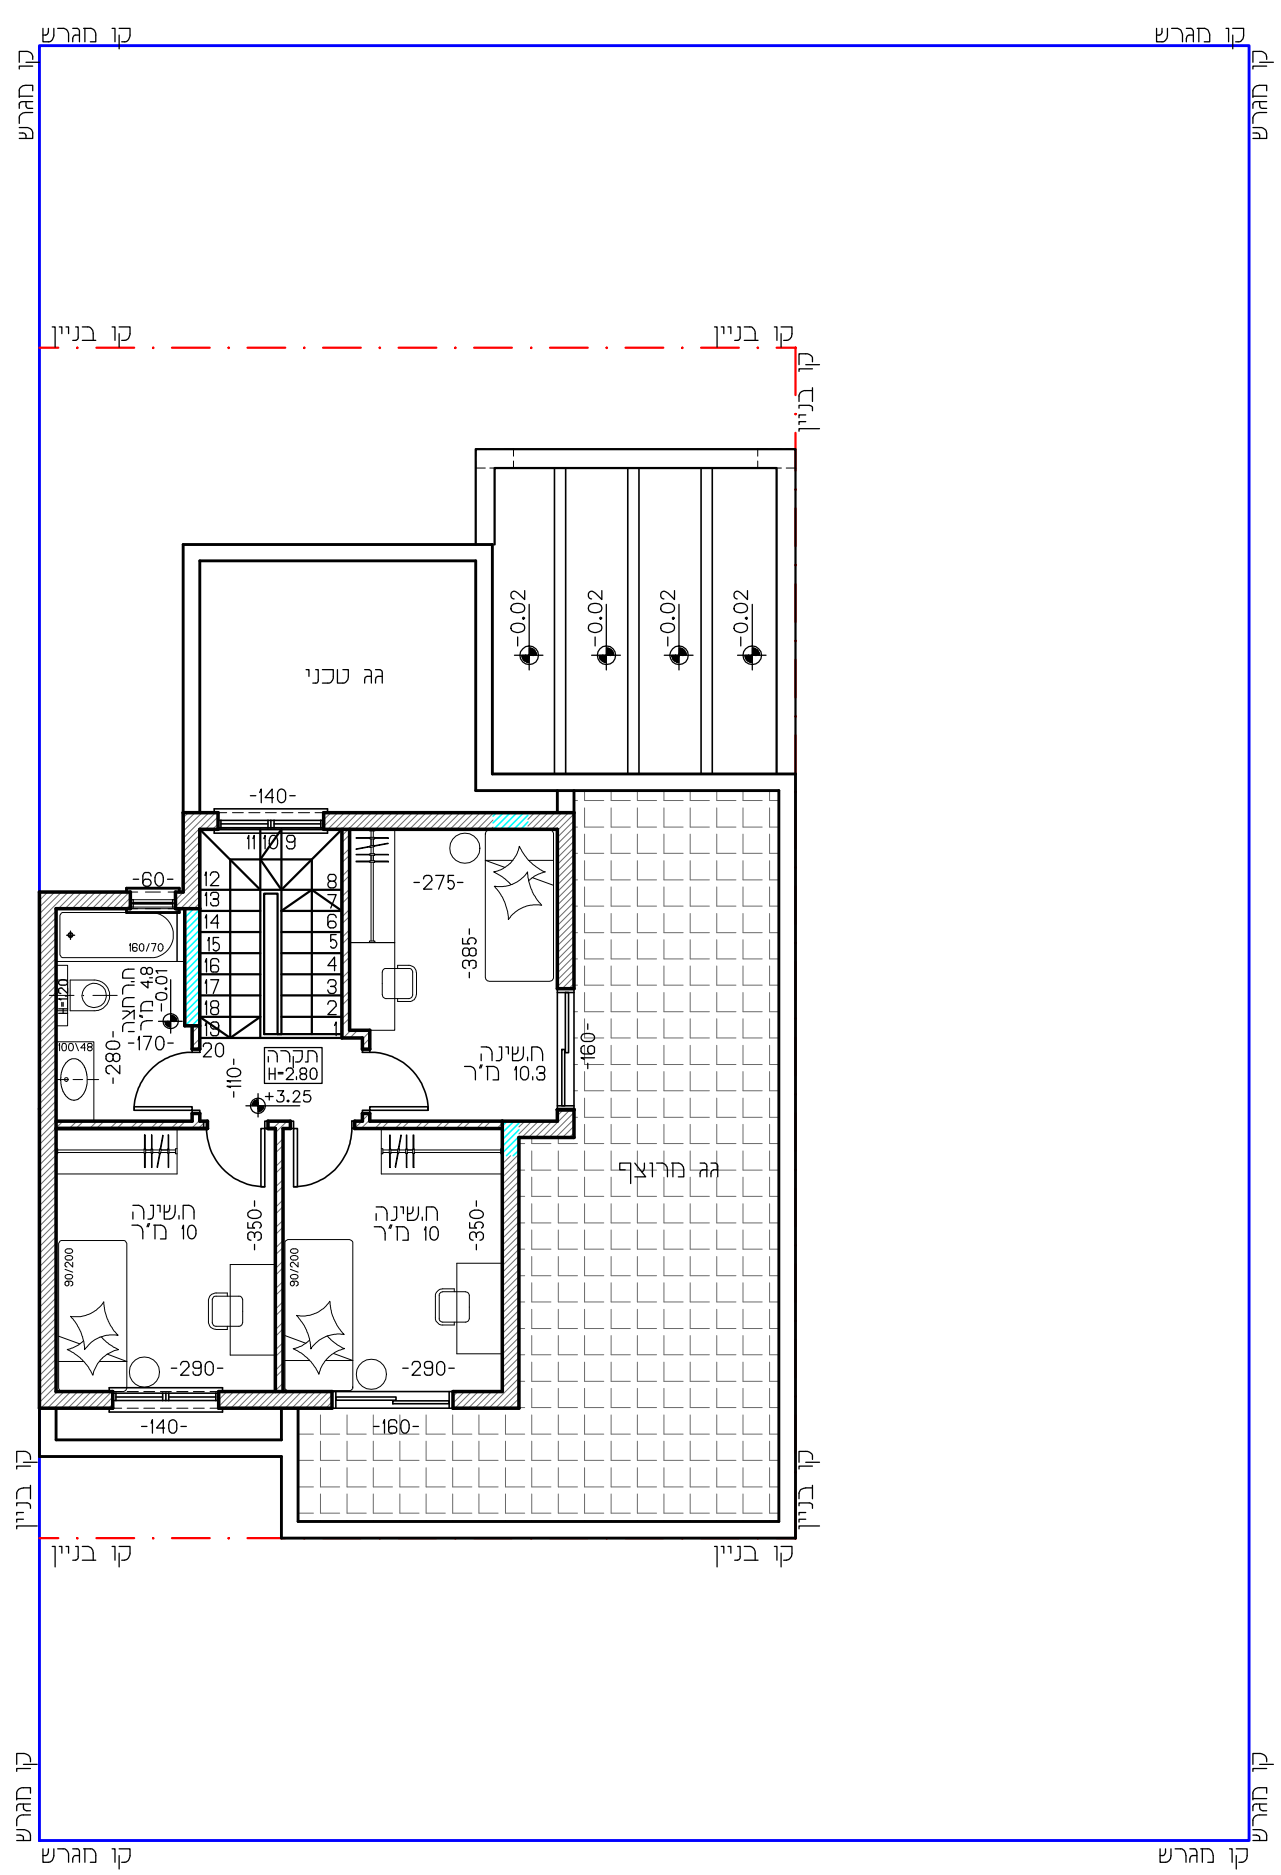 קו מגרש
קו מגרש
קו מגרש
קו מגרש
קו בניין
קו בניין
קו בניין
-0.02
-0.02
-0.02
-0.02
גג טכני
-140-
11 10 9
-60-
12
13
14
15
16
17
18
19
20
8
7
6
5
4
3
2
1
-275-
-385-
160/70
ח.רחצה
4.8 מ"ר
-0.01
H=120
-170-
-280-
100\48
תקרה
H=2.80
-110-
+3.25
ח.שינה
10.3 מ"ר
-160-
גג מרוצף
ח.שינה
10 מ"ר
-350-
90/200
-290-
ח.שינה
10 מ"ר
-350-
90/200
-290-
-140-
-160-
קו בניין
קו בניין
קו בניין
קו בניין
קו מגרש
קו מגרש
קו מגרש
קו מגרש